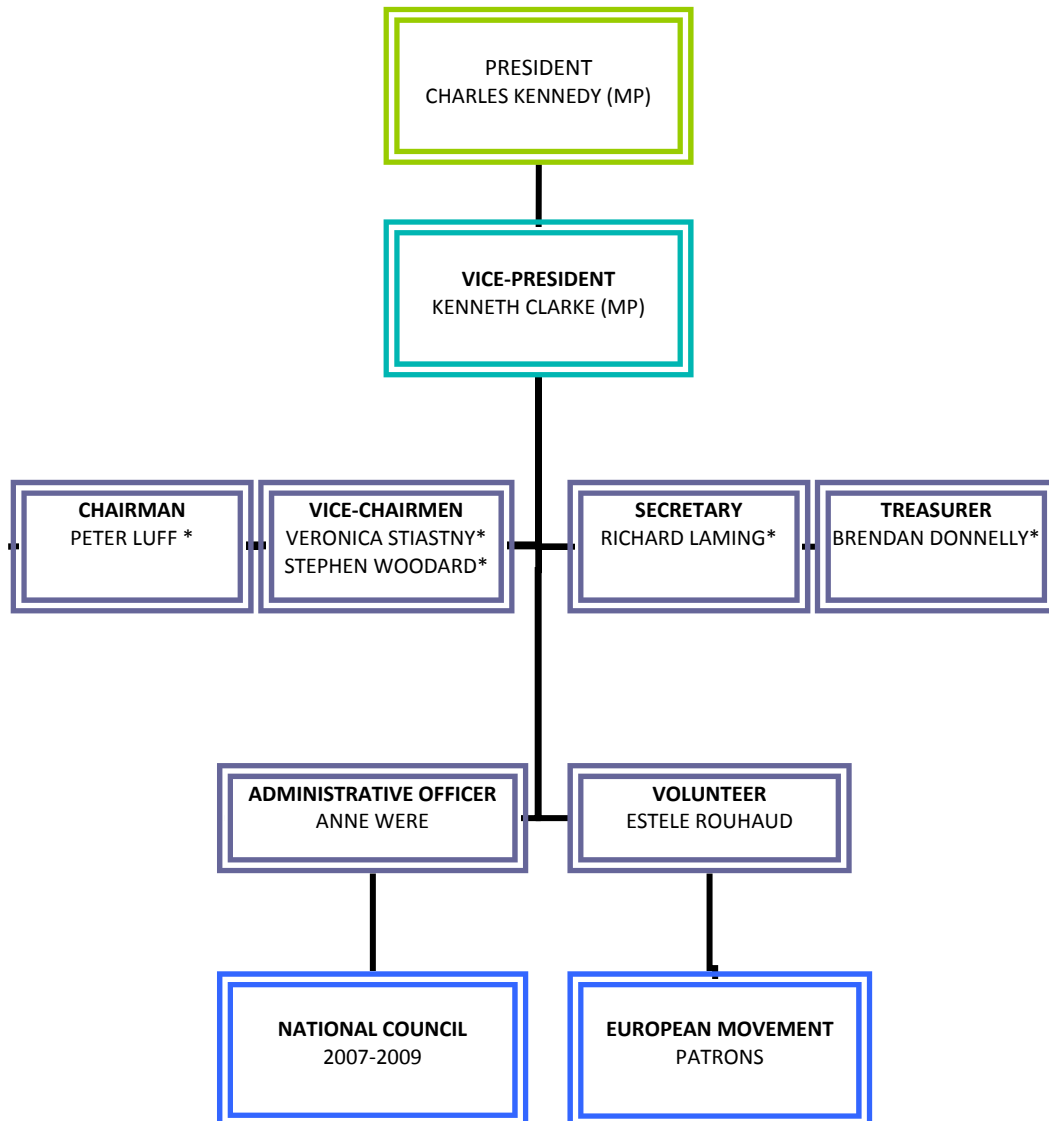 PRESIDENT
CHARLES KENNEDY (MP)
VICE-PRESIDENT
KENNETH CLARKE (MP)
CHAIRMAN
PETER LUFF *
VICE-CHAIRMEN
VERONICA STIASTNY*
STEPHEN WOODARD*
SECRETARY
RICHARD LAMING*
TREASURER
BRENDAN DONNELLY*
ADMINISTRATIVE OFFICER
ANNE WERE
VOLUNTEER
ESTELE ROUHAUD
NATIONAL COUNCIL
2007-2009
EUROPEAN MOVEMENT
PATRONS